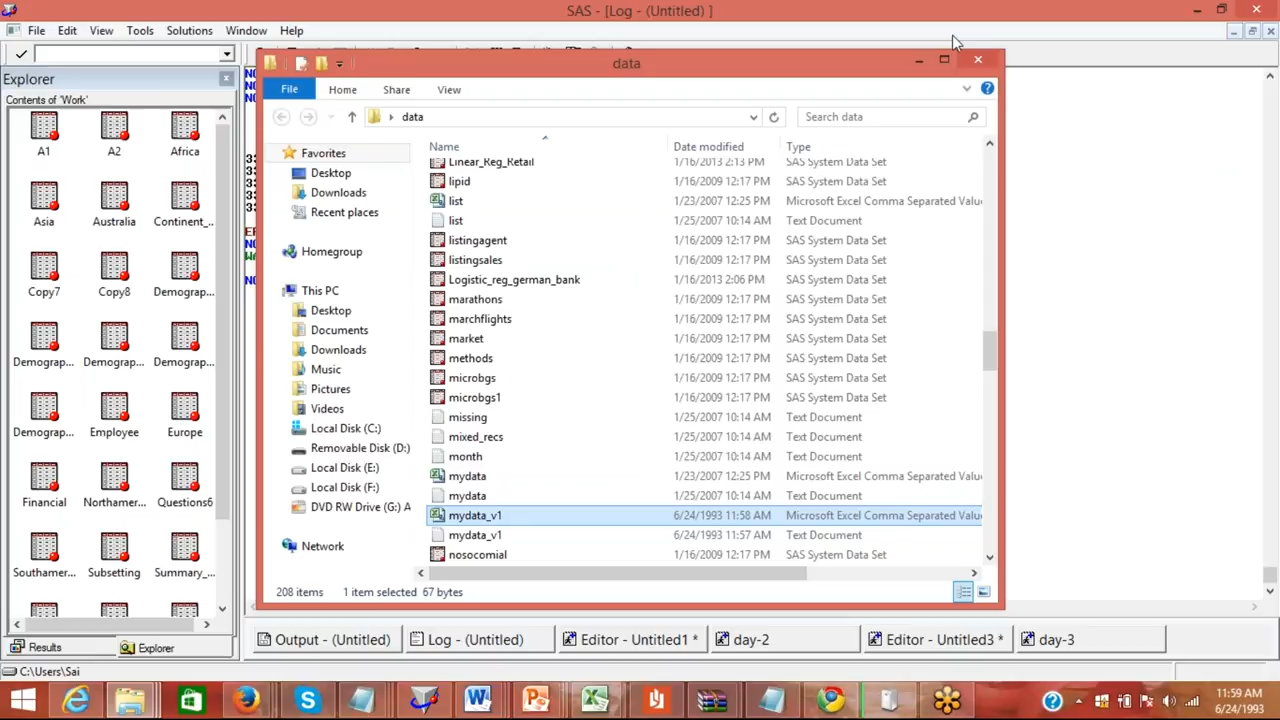 SAS - [Log - (Untitled) ]
File Edit View Tools Solutions Window Help
Explorer
Contents of 'Work'
A1 A2 Africa
Asia Australia Continent_...
Copy7 Copy8 Demograp...
Demograp... Demograp... Demograp...
Demograp... Employee Europe
Financial Northamer... Questions6
Southamer... Subsetting Summary_...
Results Explorer
data
File Home Share View
data
Search data
Favorites
Desktop
Downloads
Recent places
Homegroup
This PC
Desktop
Documents
Downloads
Music
Pictures
Videos
Local Disk (C:)
Removable Disk (D:)
Local Disk (E:)
Local Disk (F:)
DVD RW Drive (G:) A
Network
Name Date modified Type
Linear_Reg_Retail 1/16/2013 2:13 PM SAS System Data Set
lipid 1/16/2009 12:17 PM SAS System Data Set
list 1/23/2007 12:25 PM Microsoft Excel Comma Separated Valu
list 1/25/2007 10:14 AM Text Document
listingagent 1/16/2009 12:17 PM SAS System Data Set
listingsales 1/16/2009 12:17 PM SAS System Data Set
Logistic_reg_german_bank 1/16/2013 2:06 PM SAS System Data Set
marathons 1/16/2009 12:17 PM SAS System Data Set
marchflights 1/16/2009 12:17 PM SAS System Data Set
market 1/16/2009 12:17 PM SAS System Data Set
methods 1/16/2009 12:17 PM SAS System Data Set
microbgs 1/16/2009 12:17 PM SAS System Data Set
microbgs1 1/16/2009 12:17 PM SAS System Data Set
missing 1/25/2007 10:14 AM Text Document
mixed_recs 1/25/2007 10:14 AM Text Document
month 1/25/2007 10:14 AM Text Document
mydata 1/23/2007 12:25 PM Microsoft Excel Comma Separated Valu
mydata 1/25/2007 10:14 AM Text Document
mydata_v1 6/24/1993 11:58 AM Microsoft Excel Comma Separated Valu
mydata_v1 6/24/1993 11:57 AM Text Document
nosocomial 1/16/2009 12:17 PM SAS System Data Set
208 items 1 item selected 67 bytes
Output - (Untitled) Log - (Untitled) Editor - Untitled1 * day-2 Editor - Untitled3 * day-3
C:\Users\Sai
11:59 AM
6/24/1993